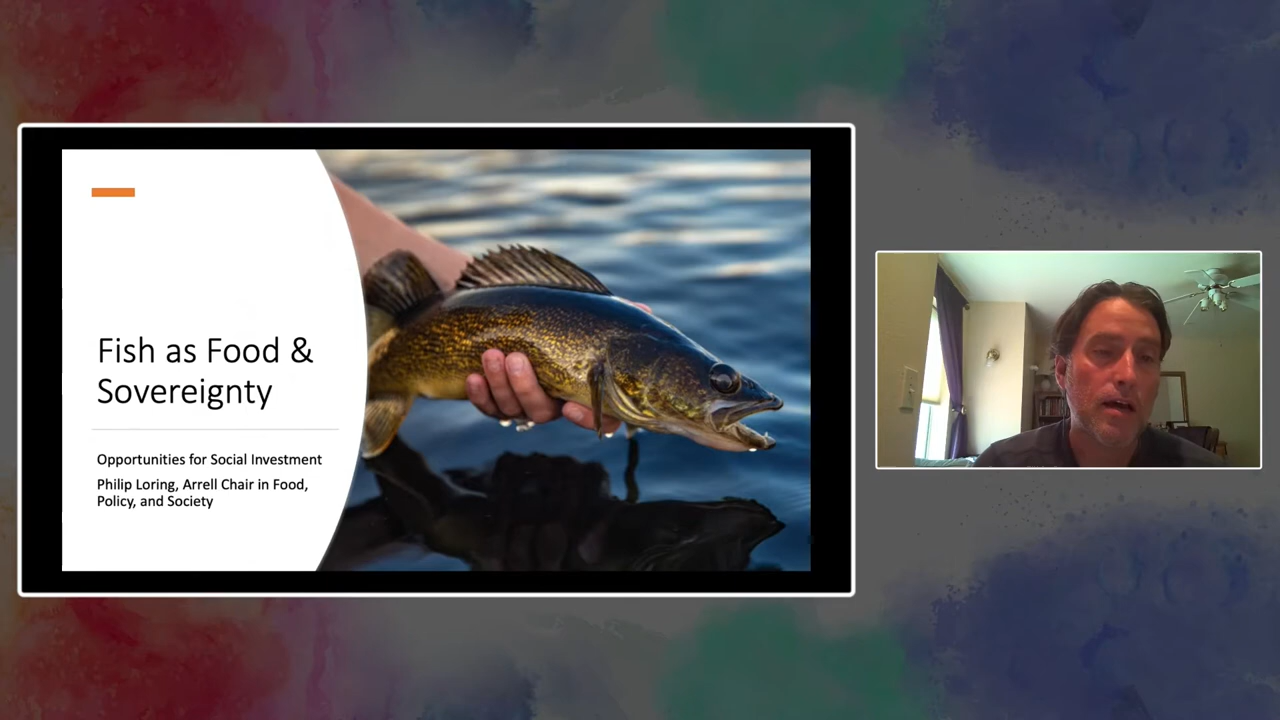 Fish as Food &
Sovereignty
Opportunities for Social Investment
Philip Loring, Arrell Chair in Food,
Policy, and Society